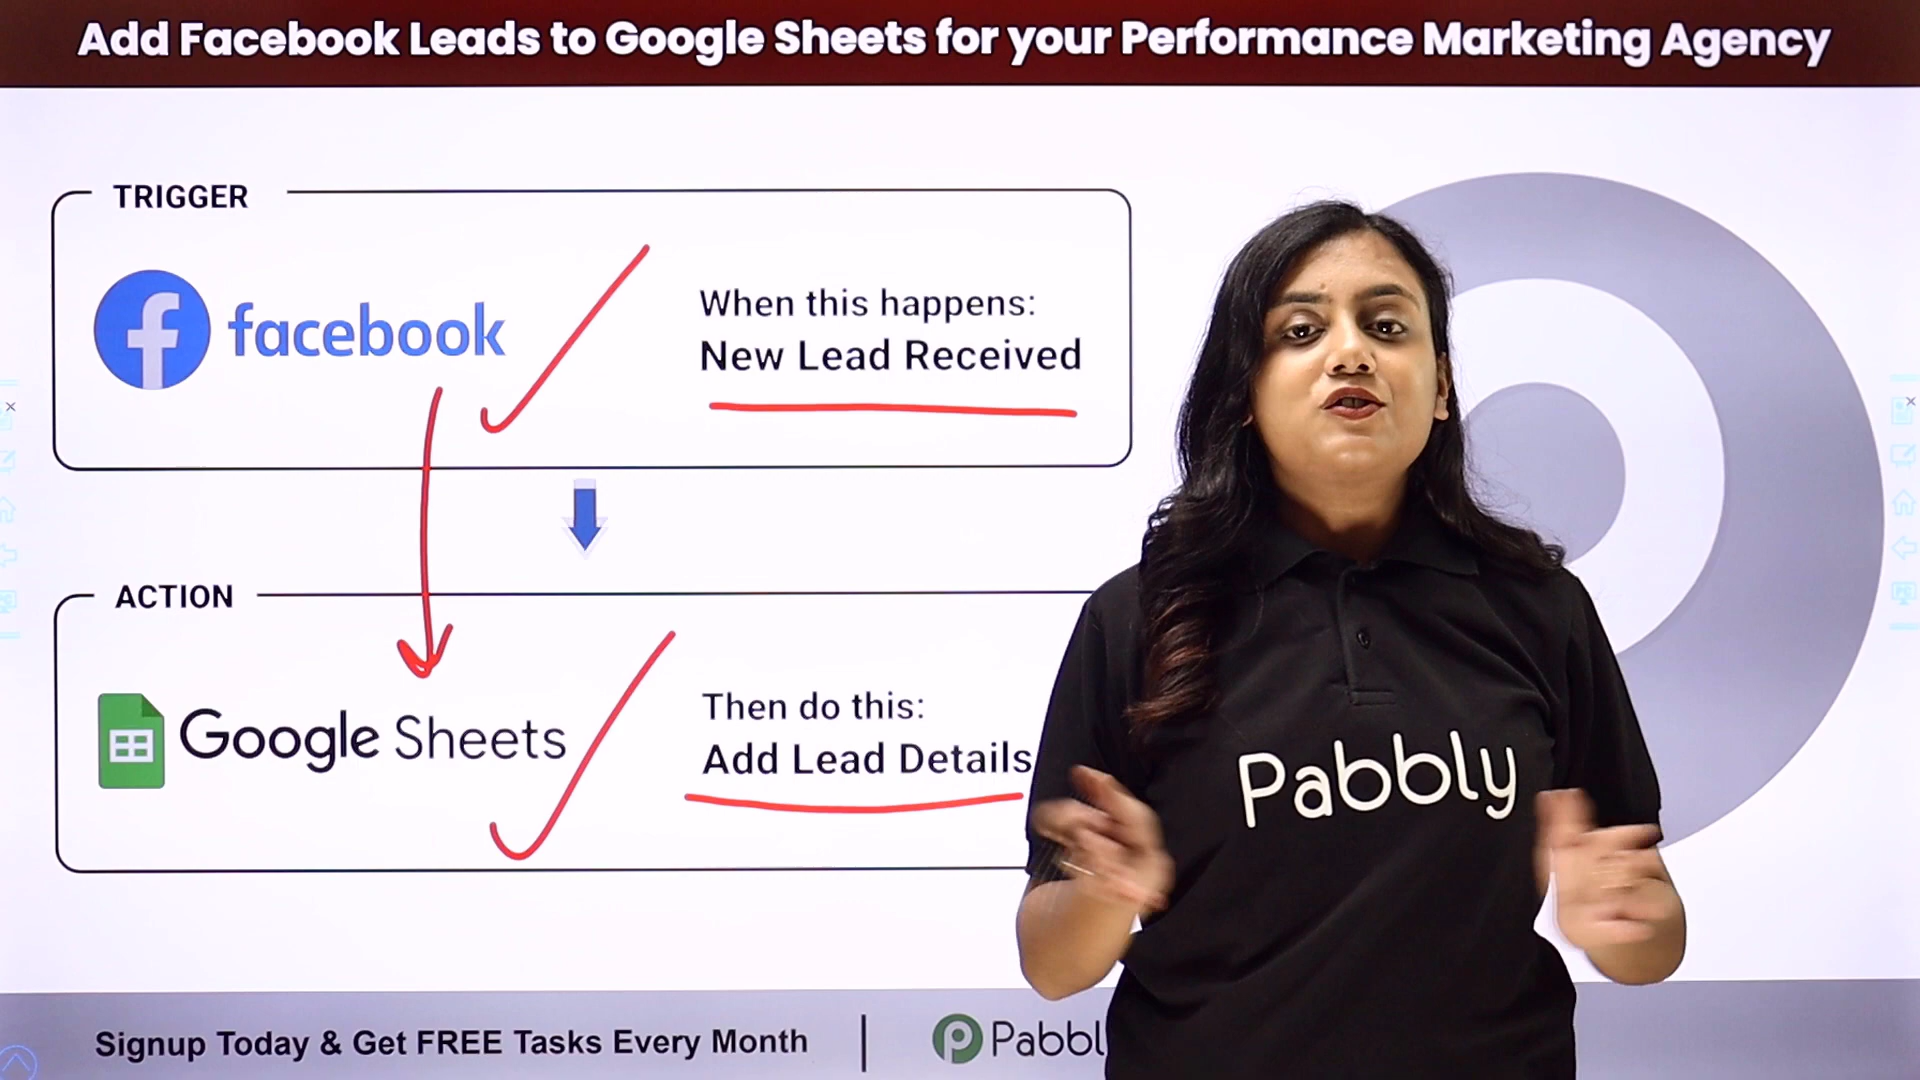 Add Facebook Leads to Google Sheets for your Performance Marketing Agency
TRIGGER
facebook
When this happens:
New Lead Received
ACTION
Google Sheets
Then do this:
Add Lead Details
Pabbly
Signup Today & Get FREE Tasks Every Month
Pabbl